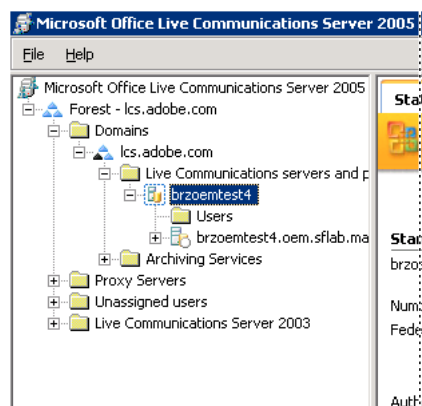 Microsoft Office Live Communications Server 2005
File Help
Microsoft Office Live Communications Server 2005
Forest - lcs.adobe.com
Domains
lcs.adobe.com
Live Communications servers and p
brzoemtest4
Users
brzoemtest4.oem.sflab.ma
Archiving Services
Proxy Servers
Unassigned users
Live Communications Server 2003
Sta
Star
brzo
Num
Fede
Auth